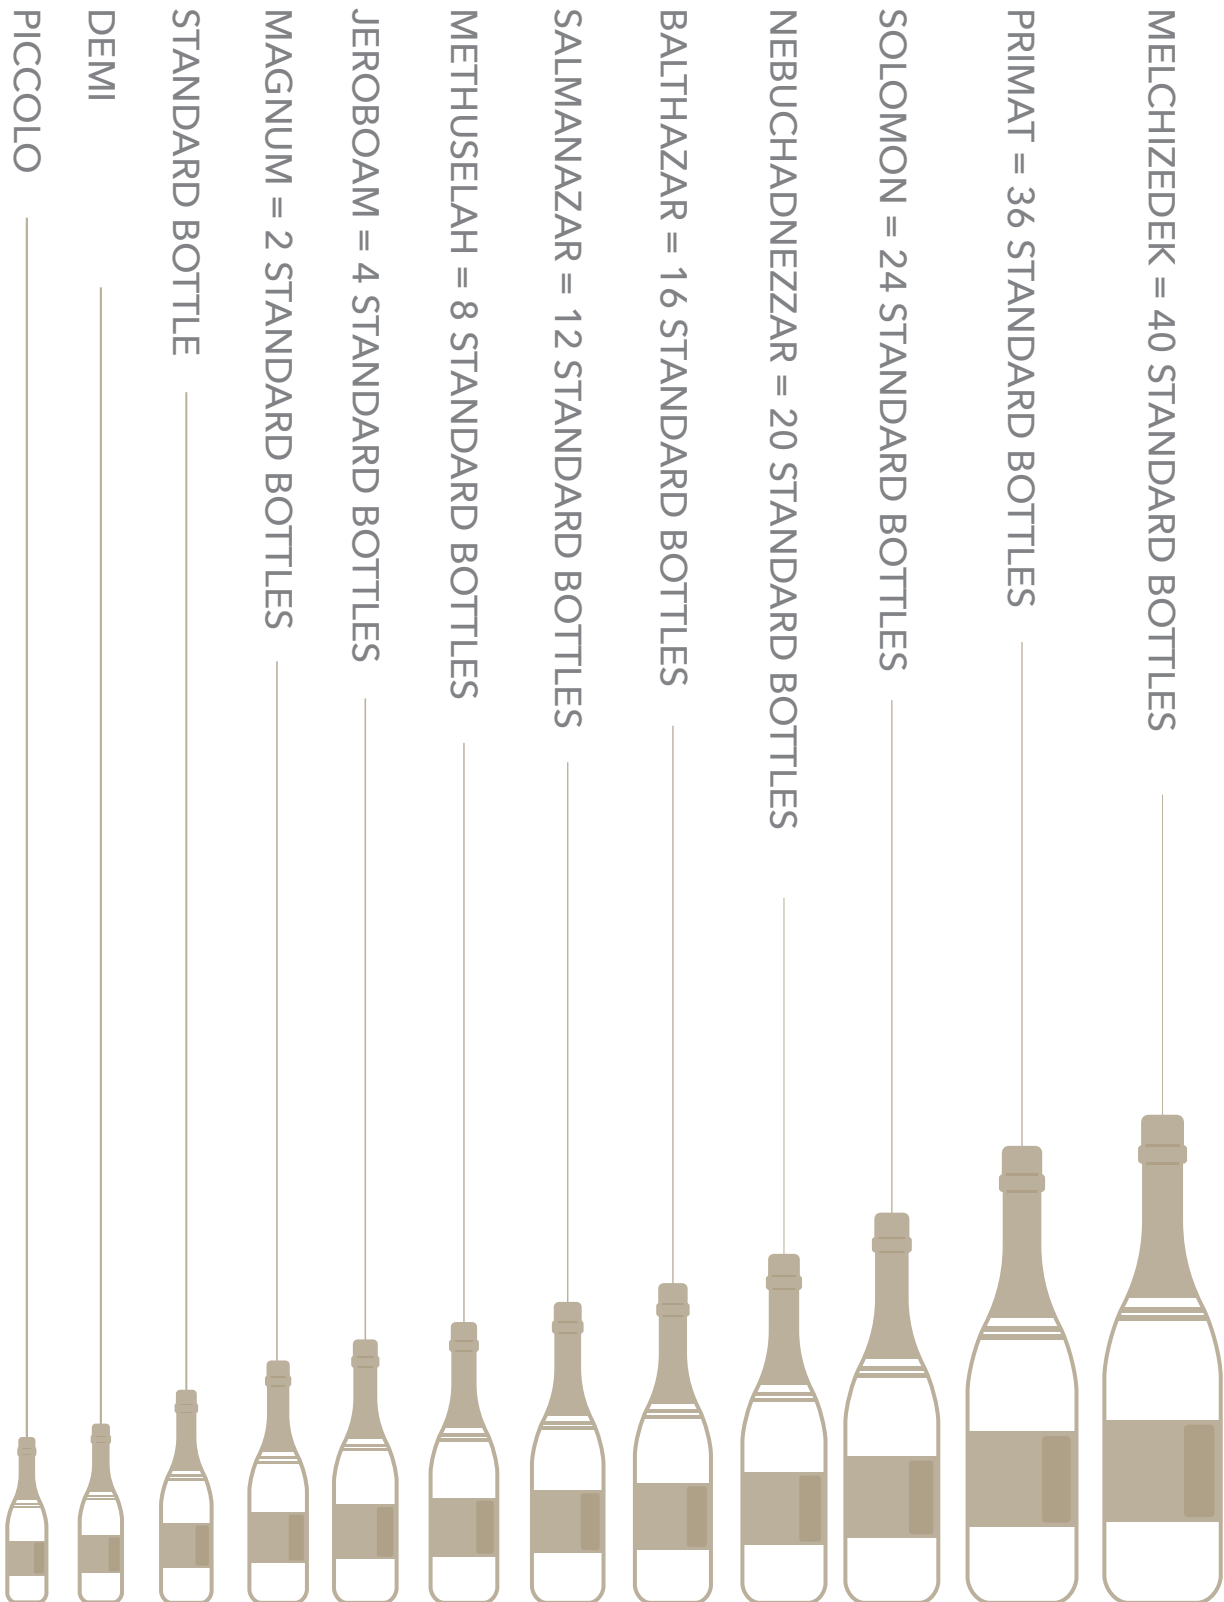 PICCOLO
DEMI
STANDARD BOTTLE
MAGNUM = 2 STANDARD BOTTLES
JEROBOAM = 4 STANDARD BOTTLES
METHUSELAH = 8 STANDARD BOTTLES
SALMANAZAR = 12 STANDARD BOTTLES
BALTHAZAR = 16 STANDARD BOTTLES
NEBUCHADNEZZAR = 20 STANDARD BOTTLES
SOLOMON = 24 STANDARD BOTTLES
PRIMAT = 36 STANDARD BOTTLES
MELCHIZEDEK = 40 STANDARD BOTTLES